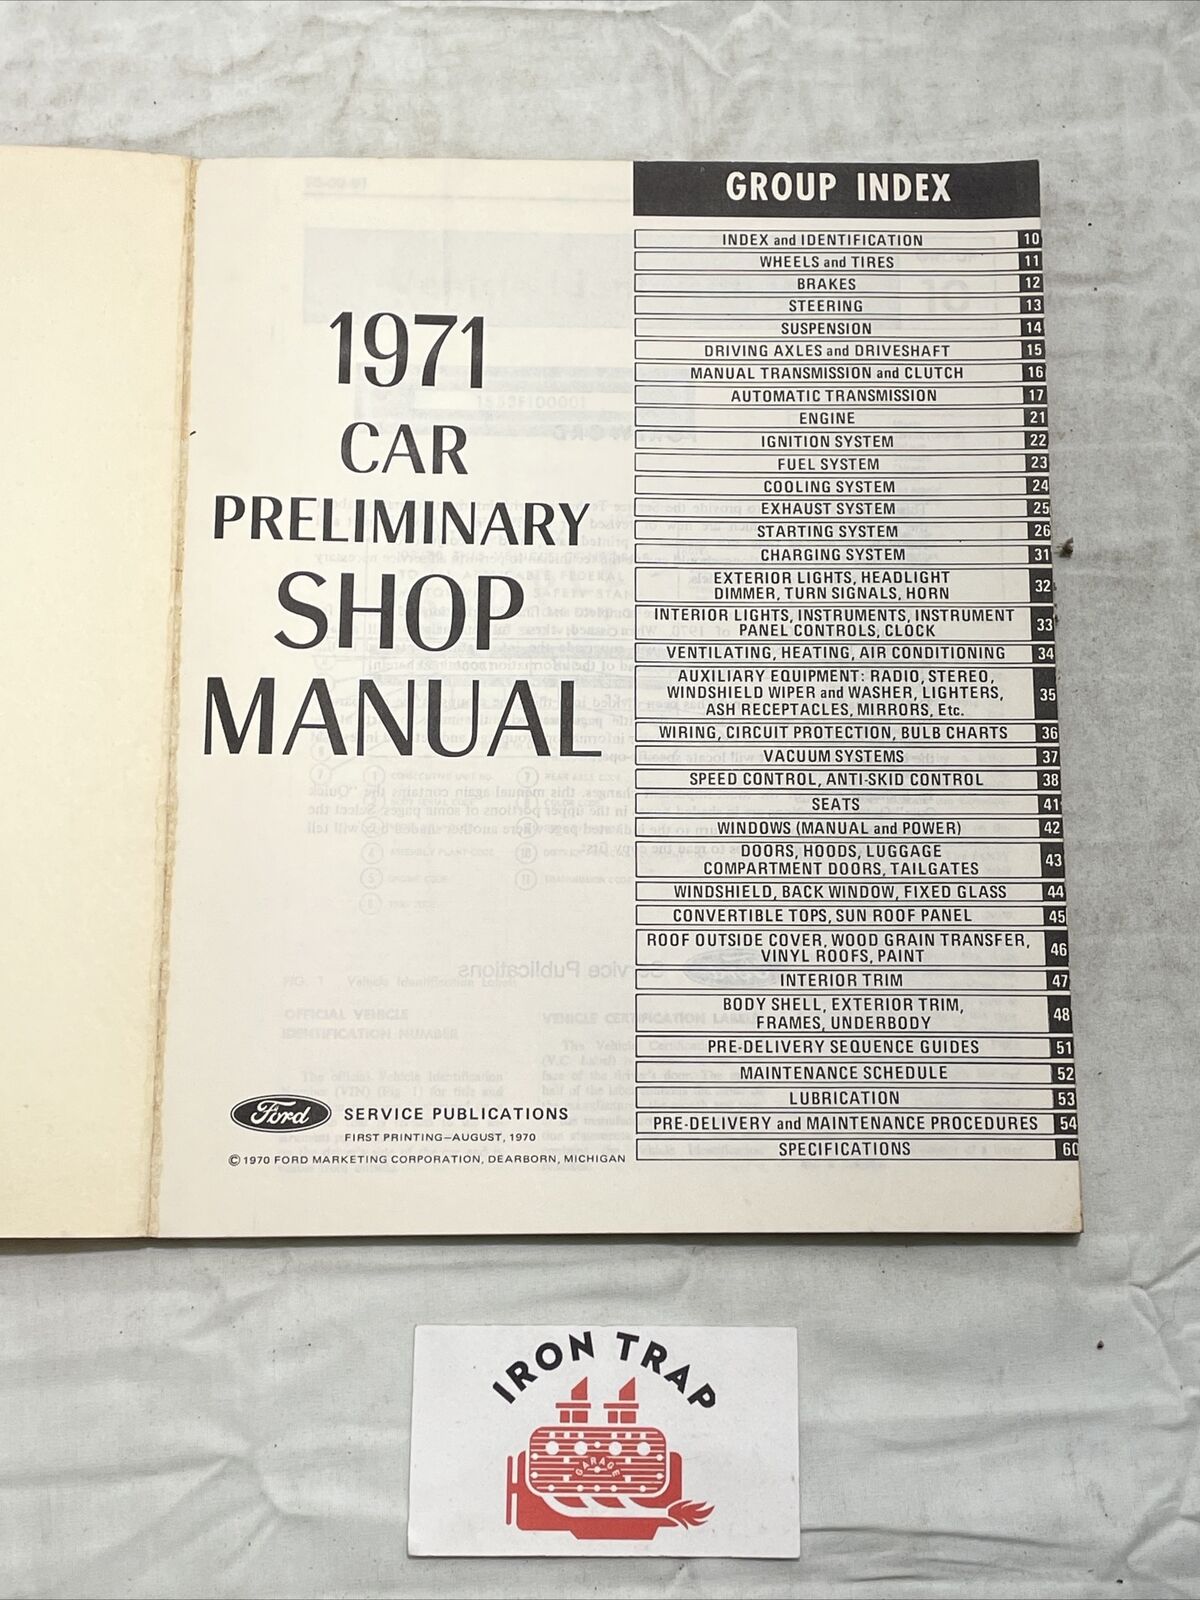 1971
CAR
PRELIMINARY
SHOP
MANUAL
Ford
SERVICE PUBLICATIONS
FIRST PRINTING—AUGUST, 1970
© 1970 FORD MARKETING CORPORATION, DEARBORN, MICHIGAN
GROUP INDEX
INDEX and IDENTIFICATION 10
WHEELS and TIRES 11
BRAKES 12
STEERING 13
SUSPENSION 14
DRIVING AXLES and DRIVESHAFT 15
MANUAL TRANSMISSION and CLUTCH 16
AUTOMATIC TRANSMISSION 17
ENGINE 21
IGNITION SYSTEM 22
FUEL SYSTEM 23
COOLING SYSTEM 24
EXHAUST SYSTEM 25
STARTING SYSTEM 26
CHARGING SYSTEM 31
EXTERIOR LIGHTS, HEADLIGHT
DIMMER, TURN SIGNALS, HORN 32
INTERIOR LIGHTS, INSTRUMENTS, INSTRUMENT
PANEL CONTROLS, CLOCK 33
VENTILATING, HEATING, AIR CONDITIONING 34
AUXILIARY EQUIPMENT: RADIO, STEREO,
WINDSHIELD WIPER and WASHER, LIGHTERS, 35
ASH RECEPTACLES, MIRRORS, Etc.
WIRING, CIRCUIT PROTECTION, BULB CHARTS 36
VACUUM SYSTEMS 37
SPEED CONTROL, ANTI-SKID CONTROL 38
SEATS 41
WINDOWS (MANUAL and POWER) 42
DOORS, HOODS, LUGGAGE
COMPARTMENT DOORS, TAILGATES 43
WINDSHIELD, BACK WINDOW, FIXED GLASS 44
CONVERTIBLE TOPS, SUN ROOF PANEL 45
ROOF OUTSIDE COVER, WOOD GRAIN TRANSFER,
VINYL ROOFS, PAINT 46
INTERIOR TRIM 47
BODY SHELL, EXTERIOR TRIM,
FRAMES, UNDERBODY 48
PRE-DELIVERY SEQUENCE GUIDES 51
MAINTENANCE SCHEDULE 52
LUBRICATION 53
PRE-DELIVERY and MAINTENANCE PROCEDURES 54
SPECIFICATIONS 60
IRON TRAP
GARAGE